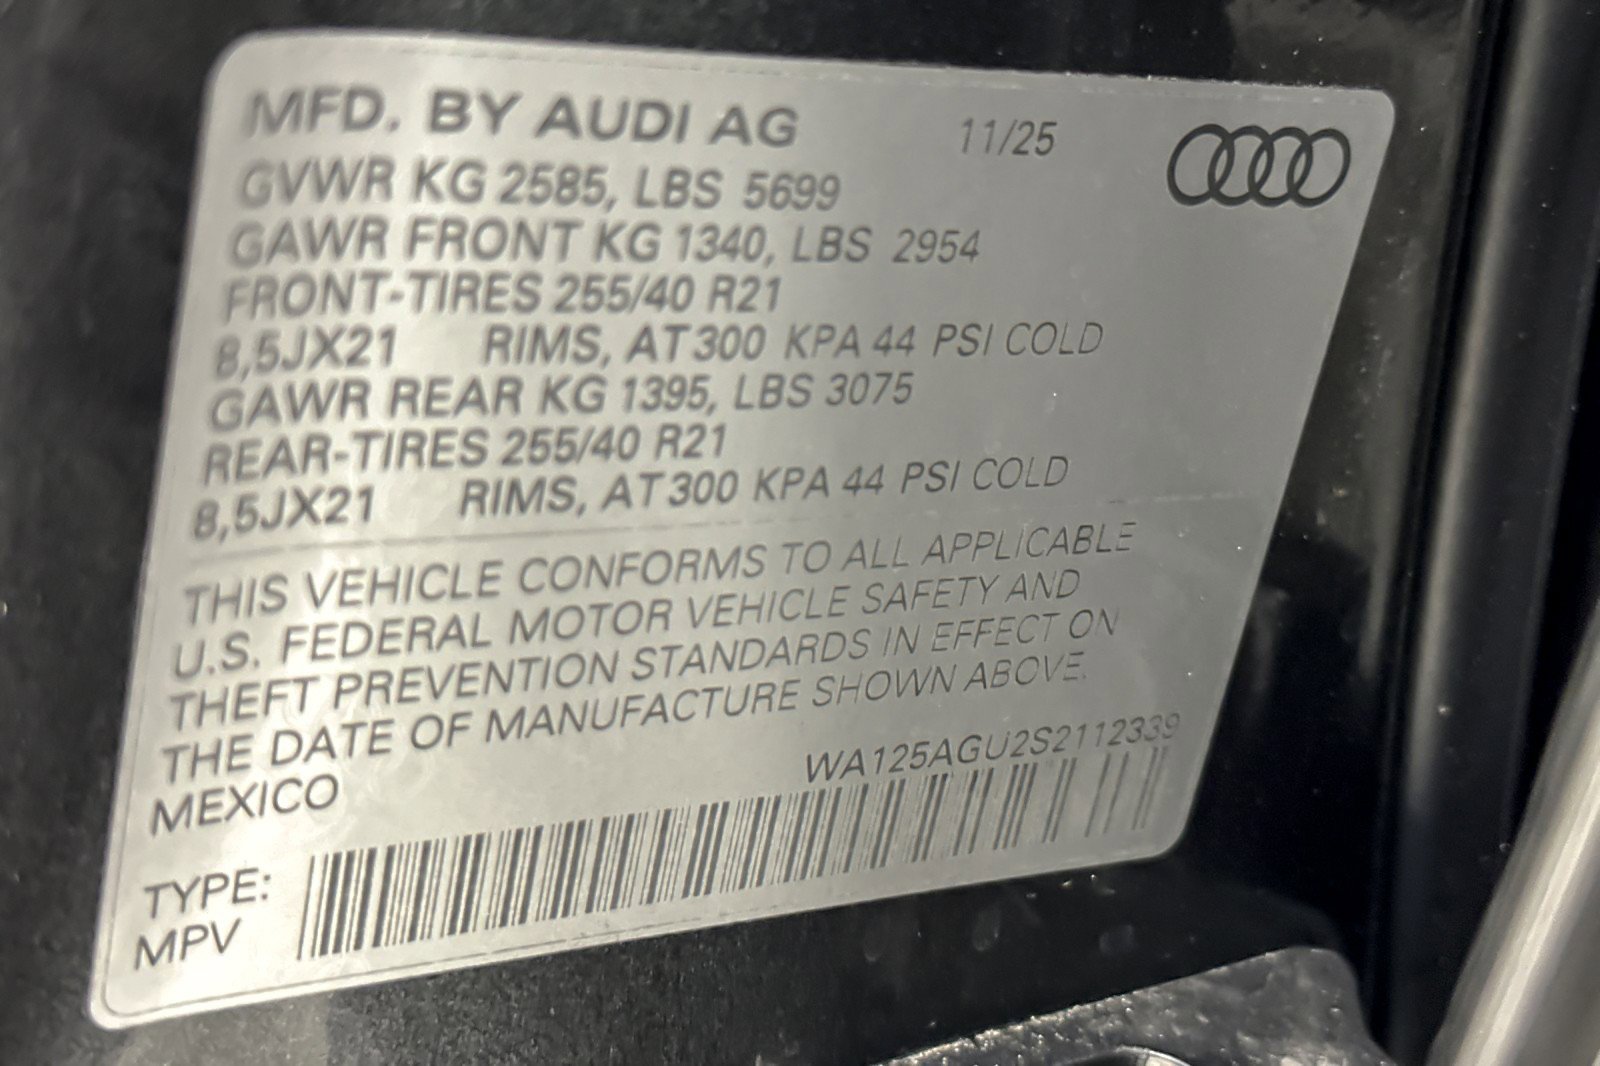 MFD. BY AUDI AG 11/25
GVWR KG 2585, LBS 5699
GAWR FRONT KG 1340, LBS 2954
FRONT-TIRES 255/40 R21
8,5JX21 RIMS, AT 300 KPA 44 PSI COLD
GAWR REAR KG 1395, LBS 3075
REAR-TIRES 255/40 R21
8,5JX21 RIMS, AT 300 KPA 44 PSI COLD
THIS VEHICLE CONFORMS TO ALL APPLICABLE
U.S. FEDERAL MOTOR VEHICLE SAFETY AND
THEFT PREVENTION STANDARDS IN EFFECT ON
THE DATE OF MANUFACTURE SHOWN ABOVE.
MEXICO
WA125AGU2S2112339
TYPE:
MPV